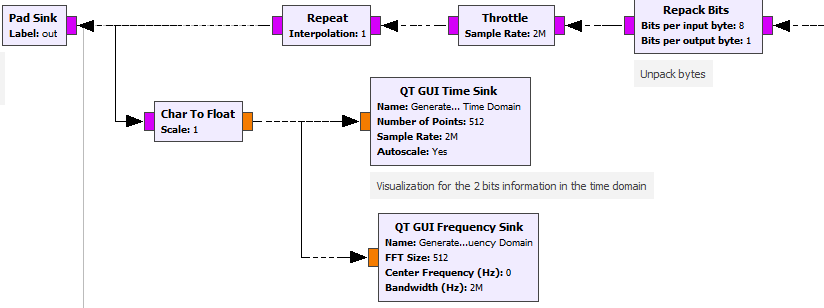 Pad Sink
Label: out
Repeat
Interpolation: 1
Throttle
Sample Rate: 2M
Repack Bits
Bits per input byte: 8
Bits per output byte: 1
Unpack bytes
Char To Float
Scale: 1
QT GUI Time Sink
Name: Generate... Time Domain
Number of Points: 512
Sample Rate: 2M
Autoscale: Yes
Visualization for the 2 bits information in the time domain
QT GUI Frequency Sink
Name: Generate...uency Domain
FFT Size: 512
Center Frequency (Hz): 0
Bandwidth (Hz): 2M